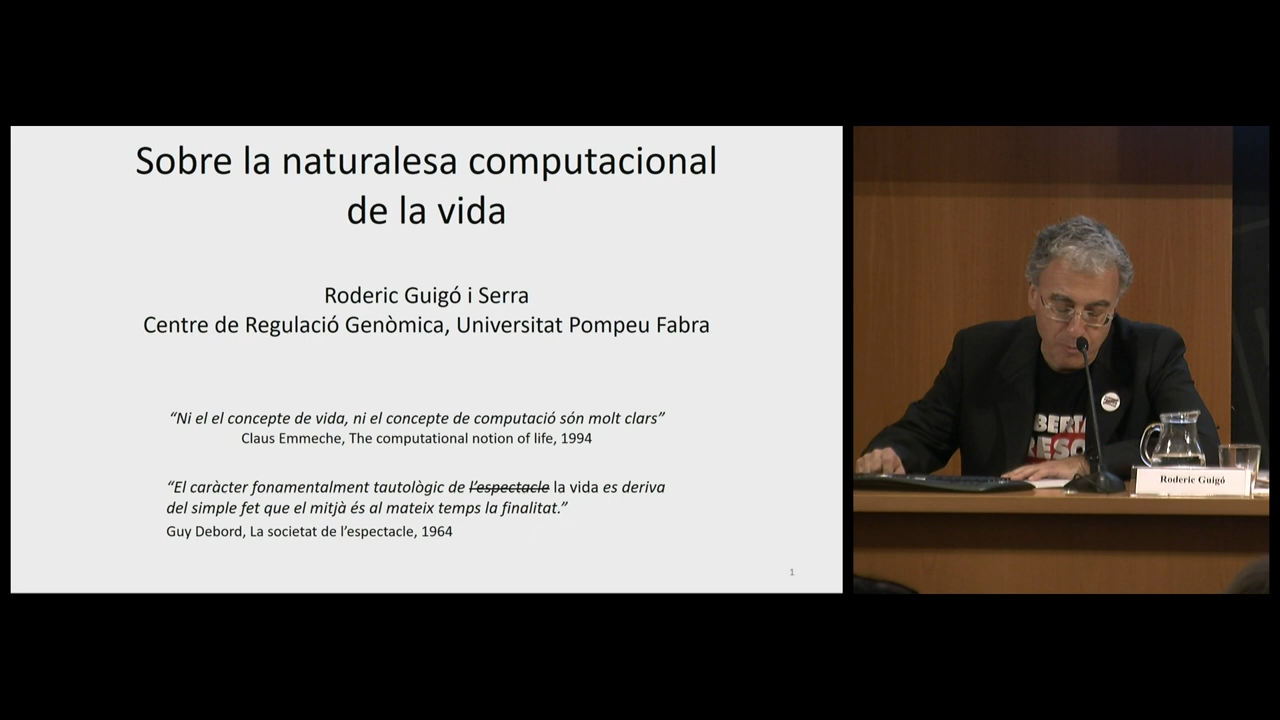 Sobre la naturalesa computacional
de la vida
Roderic Guigó i Serra
Centre de Regulació Genòmica, Universitat Pompeu Fabra
“Ni el el concepte de vida, ni el concepte de computació són molt clars”
Claus Emmeche, The computational notion of life, 1994
“El caràcter fonamentalment tautològic de l’espectacle la vida es deriva
del simple fet que el mitjà és al mateix temps la finalitat.”
Guy Debord, La societat de l’espectacle, 1964
1
Roderic Guigó